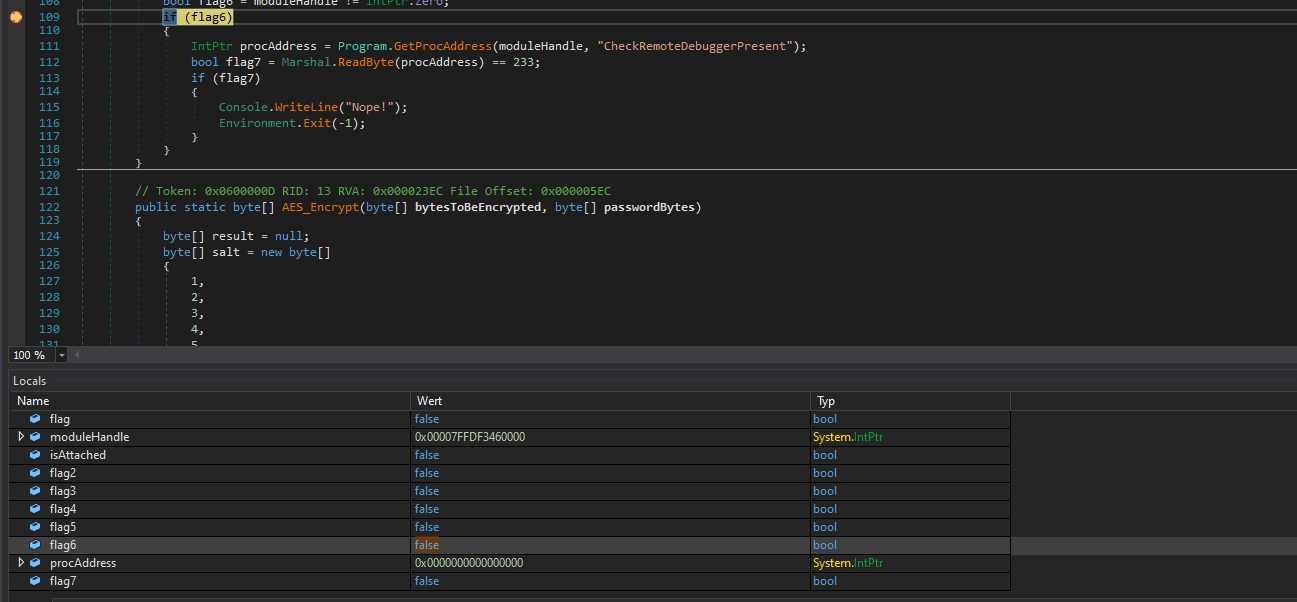 108 bool flag6 = moduleHandle != IntPtr.Zero;
109 if (flag6)
110 {
111 IntPtr procAddress = Program.GetProcAddress(moduleHandle, "CheckRemoteDebuggerPresent");
112 bool flag7 = Marshal.ReadByte(procAddress) == 233;
113 if (flag7)
114 {
115 Console.WriteLine("Nope!");
116 Environment.Exit(-1);
117 }
118 }
119 }
120
121 // Token: 0x0600000D RID: 13 RVA: 0x000023EC File Offset: 0x000005EC
122 public static byte[] AES_Encrypt(byte[] bytesToBeEncrypted, byte[] passwordBytes)
123 {
124 byte[] result = null;
125 byte[] salt = new byte[]
126 {
127 1,
128 2,
129 3,
130 4,
131 5
100 %
Locals
Name Wert Typ
flag false bool
moduleHandle 0x00007FFDF3460000 System.IntPtr
isAttached false bool
flag2 false bool
flag3 false bool
flag4 false bool
flag5 false bool
flag6 false bool
procAddress 0x0000000000000000 System.IntPtr
flag7 false bool